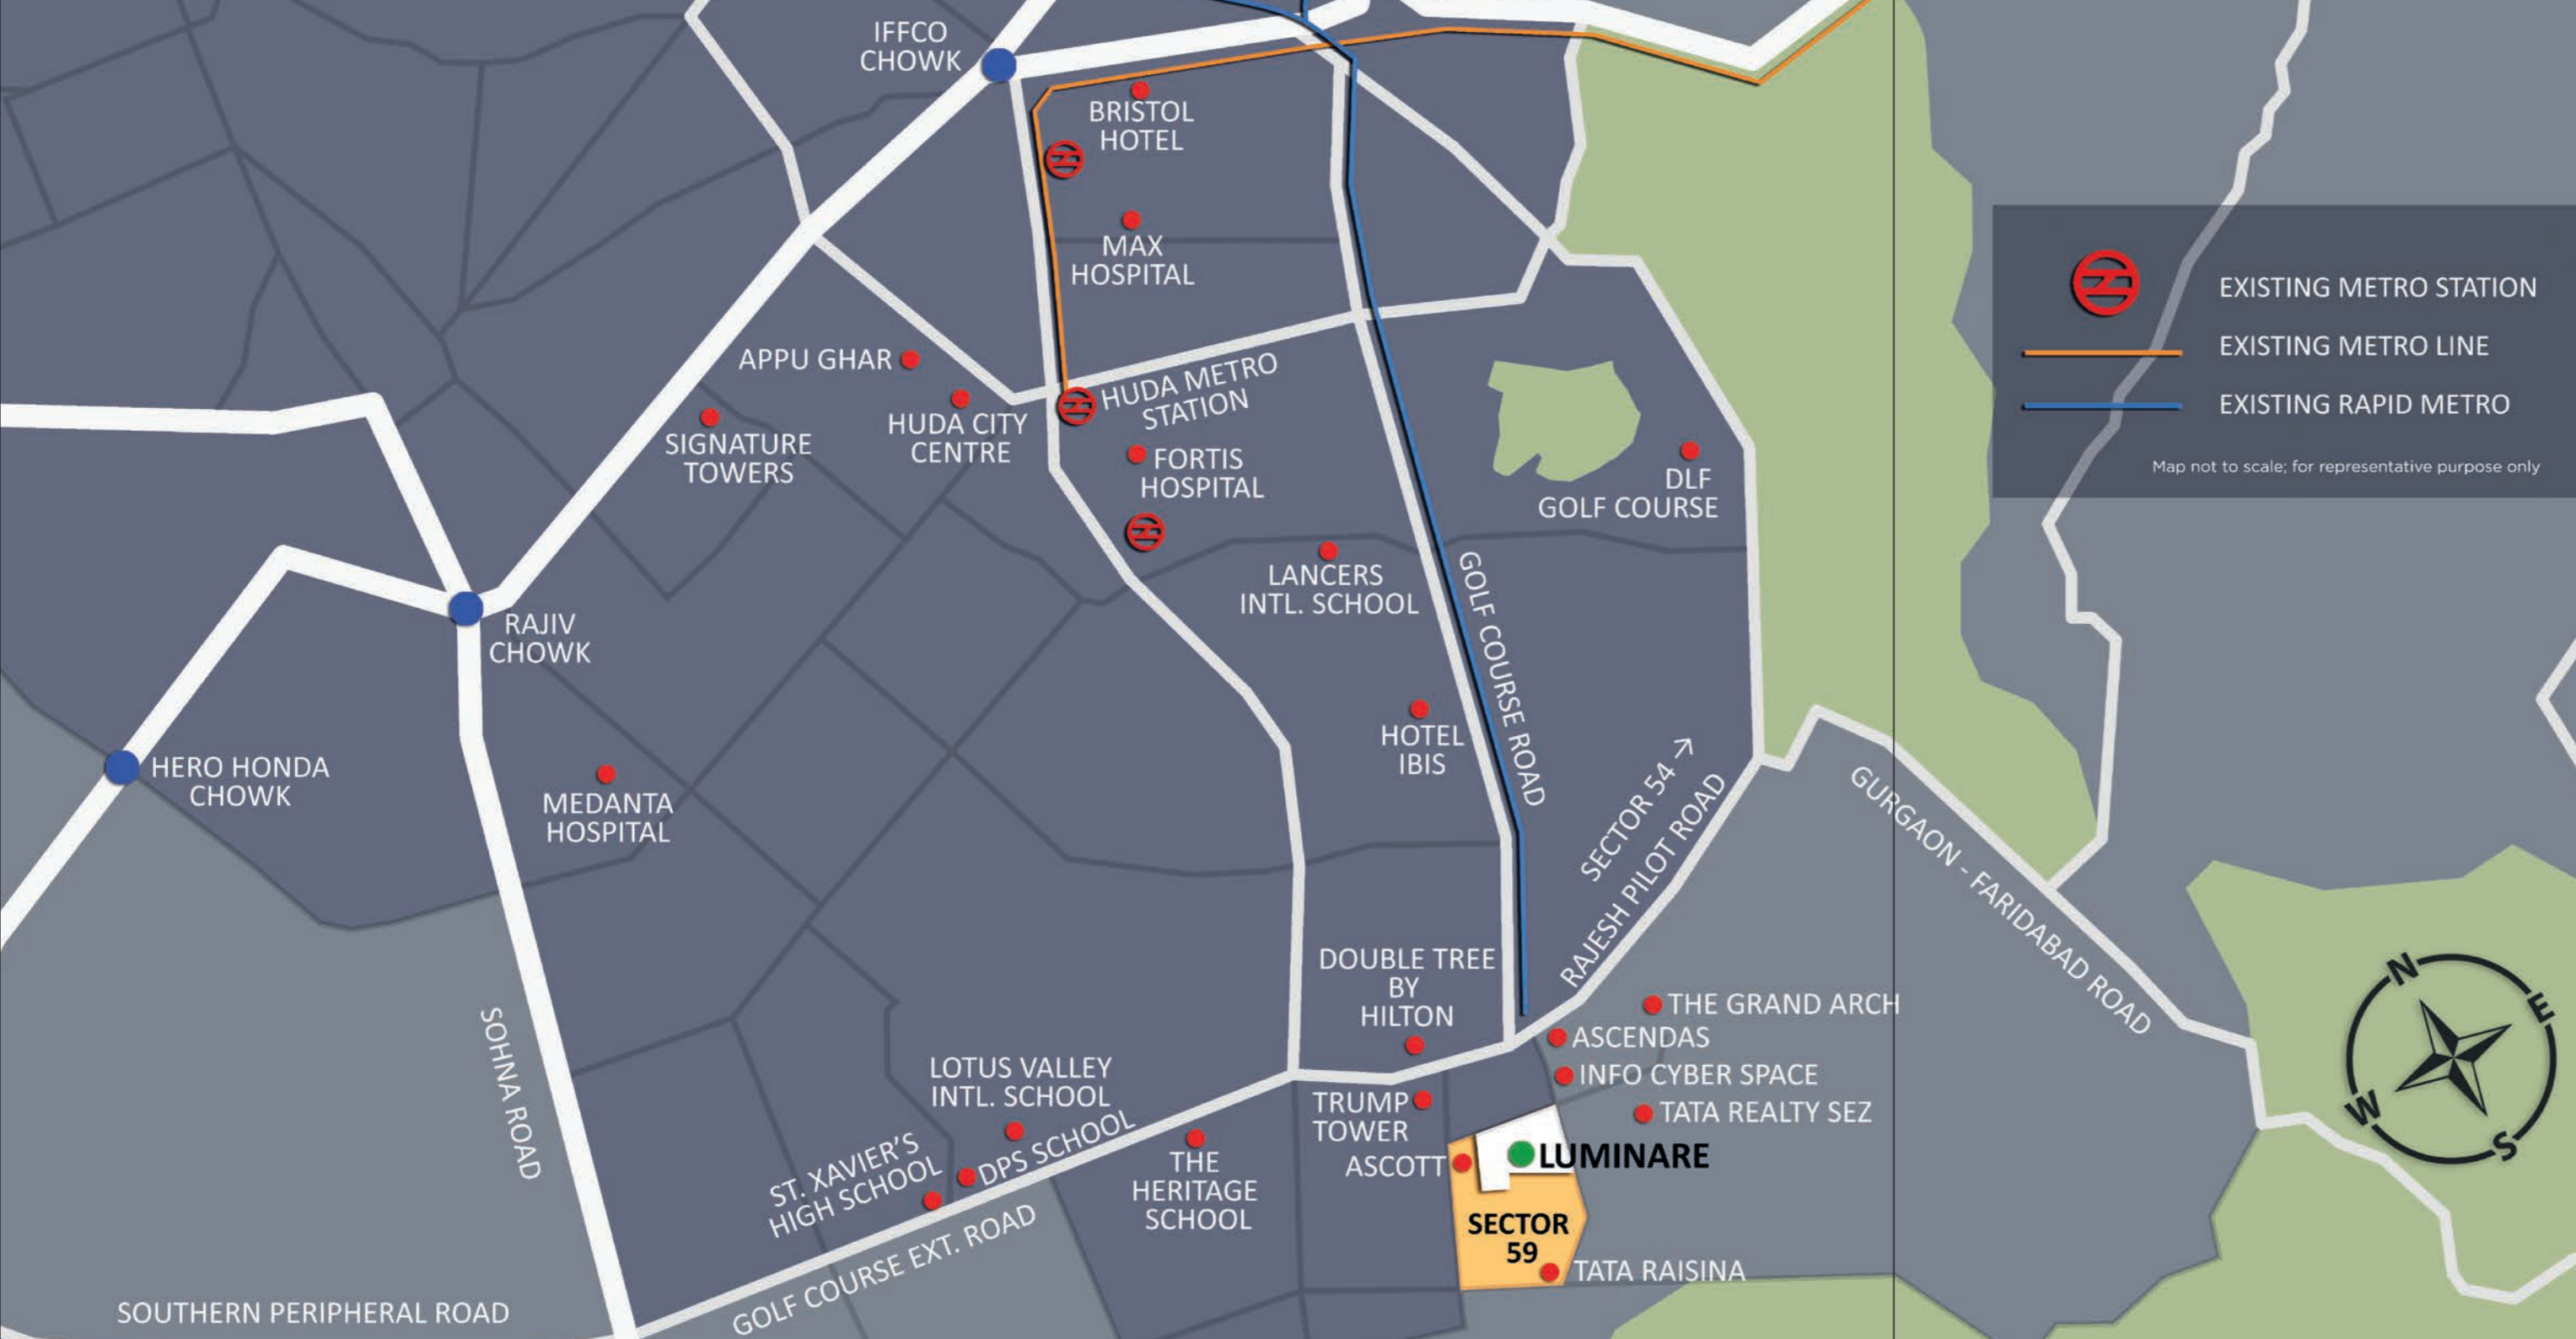 IFFCO
CHOWK
BRISTOL
HOTEL
MAX
HOSPITAL
EXISTING METRO STATION
EXISTING METRO LINE
EXISTING RAPID METRO
Map not to scale; for representative purpose only
APPU GHAR
HUDA METRO
STATION
HUDA CITY
CENTRE
SIGNATURE
TOWERS
FORTIS
HOSPITAL
DLF
GOLF COURSE
LANCERS
INTL. SCHOOL
GOLF COURSE ROAD
RAJIV
CHOWK
HOTEL
IBIS
HERO HONDA
CHOWK
MEDANTA
HOSPITAL
SECTOR 54 →
RAJESH PILOT ROAD
GURGAON - FARIDABAD ROAD
N
E
W
S
DOUBLE TREE
BY
HILTON
THE GRAND ARCH
ASCENDAS
INFO CYBER SPACE
TATA REALTY SEZ
SOHNA ROAD
LOTUS VALLEY
INTL. SCHOOL
DPS SCHOOL
ST. XAVIER'S
HIGH SCHOOL
THE
HERITAGE
SCHOOL
TRUMP
TOWER
ASCOTT
LUMINARE
SECTOR
59
TATA RAISINA
GOLF COURSE EXT. ROAD
SOUTHERN PERIPHERAL ROAD